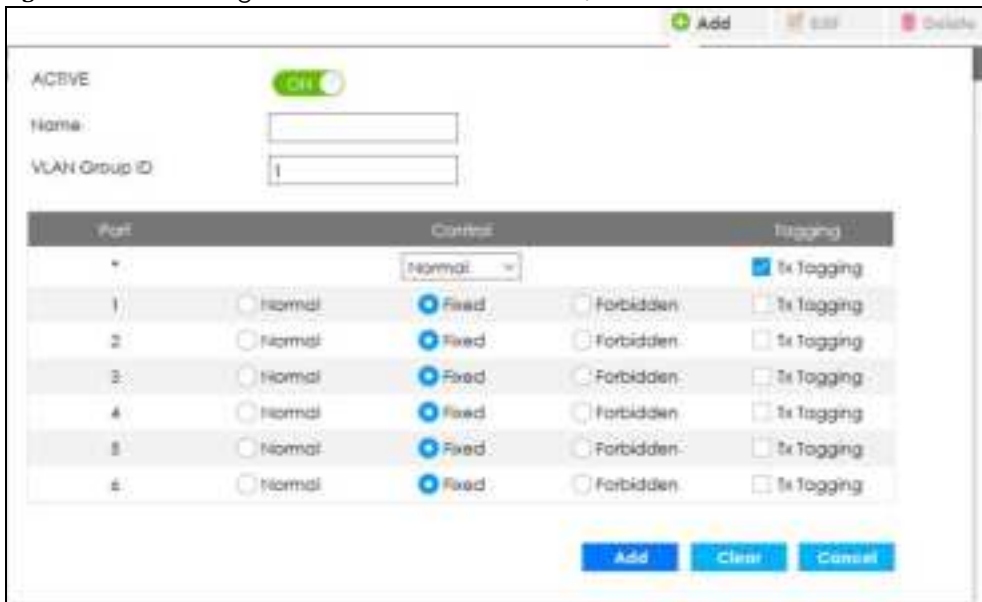 Add Edit Delete
ACTIVE
ON
Name
VLAN Group ID
1
Port Control Tagging
* Normal Tx Tagging
1 Normal Fixed Forbidden Tx Tagging
2 Normal Fixed Forbidden Tx Tagging
3 Normal Fixed Forbidden Tx Tagging
4 Normal Fixed Forbidden Tx Tagging
5 Normal Fixed Forbidden Tx Tagging
6 Normal Fixed Forbidden Tx Tagging
Add Clear Cancel